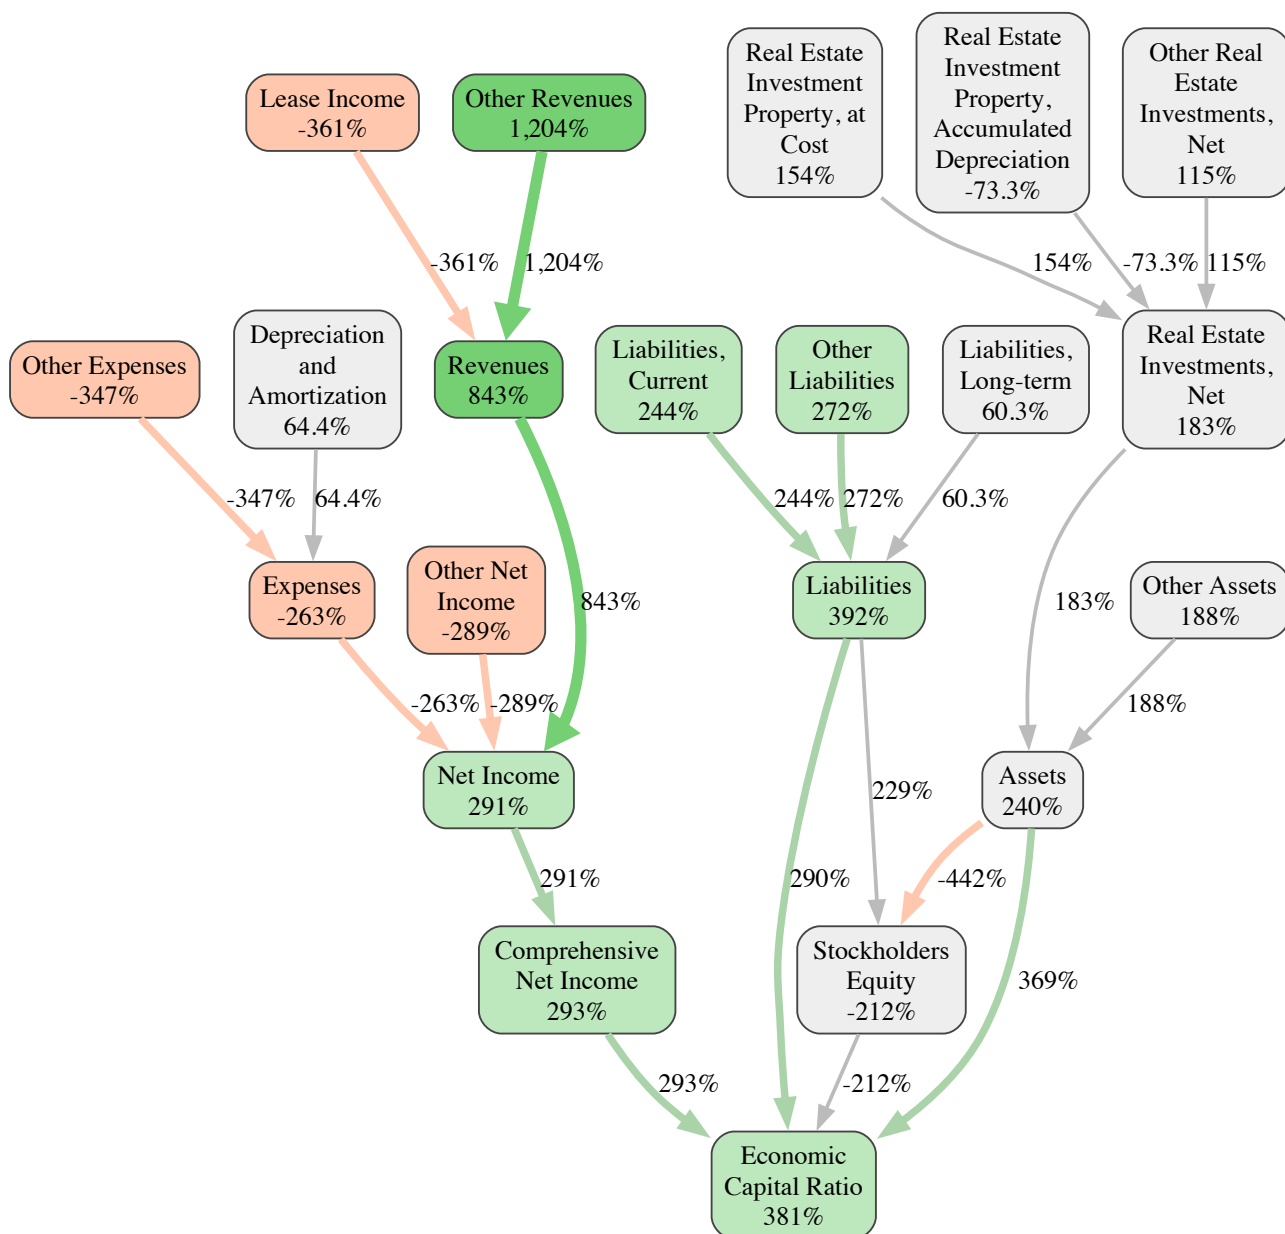 Real Estate
Investment
Property, at
Cost
154%
Real Estate
Investment
Property,
Accumulated
Depreciation
-73.3%
Other Real
Estate
Investments,
Net
115%
Lease Income
-361%
Other Revenues
1,204%
-361%
1,204%
154%
-73.3%
115%
Other Expenses
-347%
Depreciation
and
Amortization
64.4%
Revenues
843%
Liabilities,
Current
244%
Other
Liabilities
272%
Liabilities,
Long-term
60.3%
Real Estate
Investments,
Net
183%
-347%
64.4%
244%
272%
60.3%
Expenses
-263%
Other Net
Income
-289%
843%
Liabilities
392%
183%
Other Assets
188%
-263%
-289%
188%
Net Income
291%
229%
Assets
240%
291%
290%
-442%
Comprehensive
Net Income
293%
Stockholders
Equity
-212%
369%
293%
-212%
Economic
Capital Ratio
381%